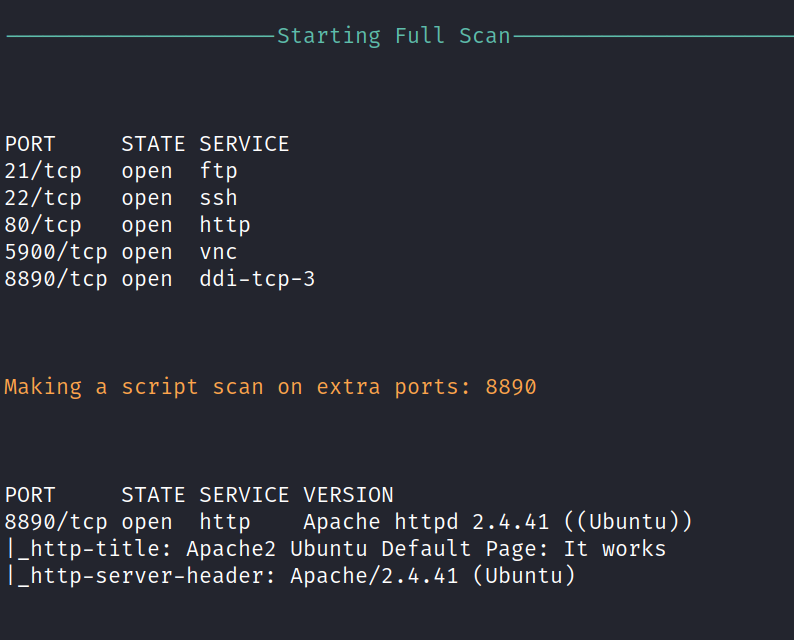 Starting Full Scan
PORT     STATE SERVICE
21/tcp   open  ftp
22/tcp   open  ssh
80/tcp   open  http
5900/tcp open  vnc
8890/tcp open  ddi-tcp-3
Making a script scan on extra ports: 8890
PORT     STATE SERVICE VERSION
8890/tcp open  http    Apache httpd 2.4.41 ((Ubuntu))
|_http-title: Apache2 Ubuntu Default Page: It works
|_http-server-header: Apache/2.4.41 (Ubuntu)